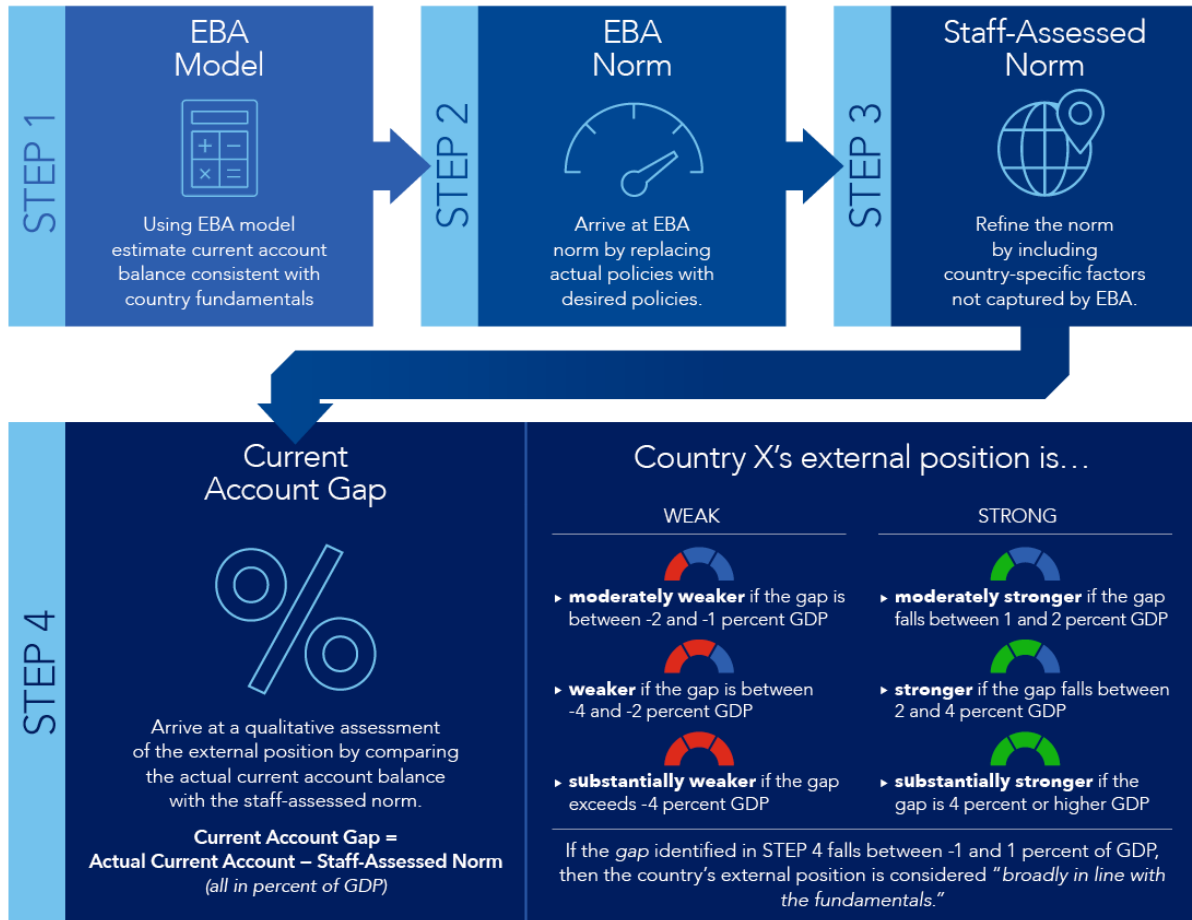 STEP 1
EBA
Model
Using EBA model
estimate current account
balance consistent with
country fundamentals
STEP 2
EBA
Norm
Arrive at EBA
norm by replacing
actual policies with
desired policies.
STEP 3
Staff-Assessed
Norm
Refine the norm
by including
country-specific factors
not captured by EBA.
STEP 4
Current
Account Gap
%
Arrive at a qualitative assessment
of the external position by comparing
the actual current account balance
with the staff-assessed norm.
Current Account Gap =
Actual Current Account – Staff-Assessed Norm
(all in percent of GDP)
Country X’s external position is…
WEAK
▸ moderately weaker if the gap is
between -2 and -1 percent GDP
▸ weaker if the gap is between
-4 and -2 percent GDP
▸ substantially weaker if the gap
exceeds -4 percent GDP
STRONG
▸ moderately stronger if the gap
falls between 1 and 2 percent GDP
▸ stronger if the gap falls between
2 and 4 percent GDP
▸ substantially stronger if the
gap is 4 percent or higher GDP
If the gap identified in STEP 4 falls between -1 and 1 percent of GDP,
then the country’s external position is considered “broadly in line with
the fundamentals.”